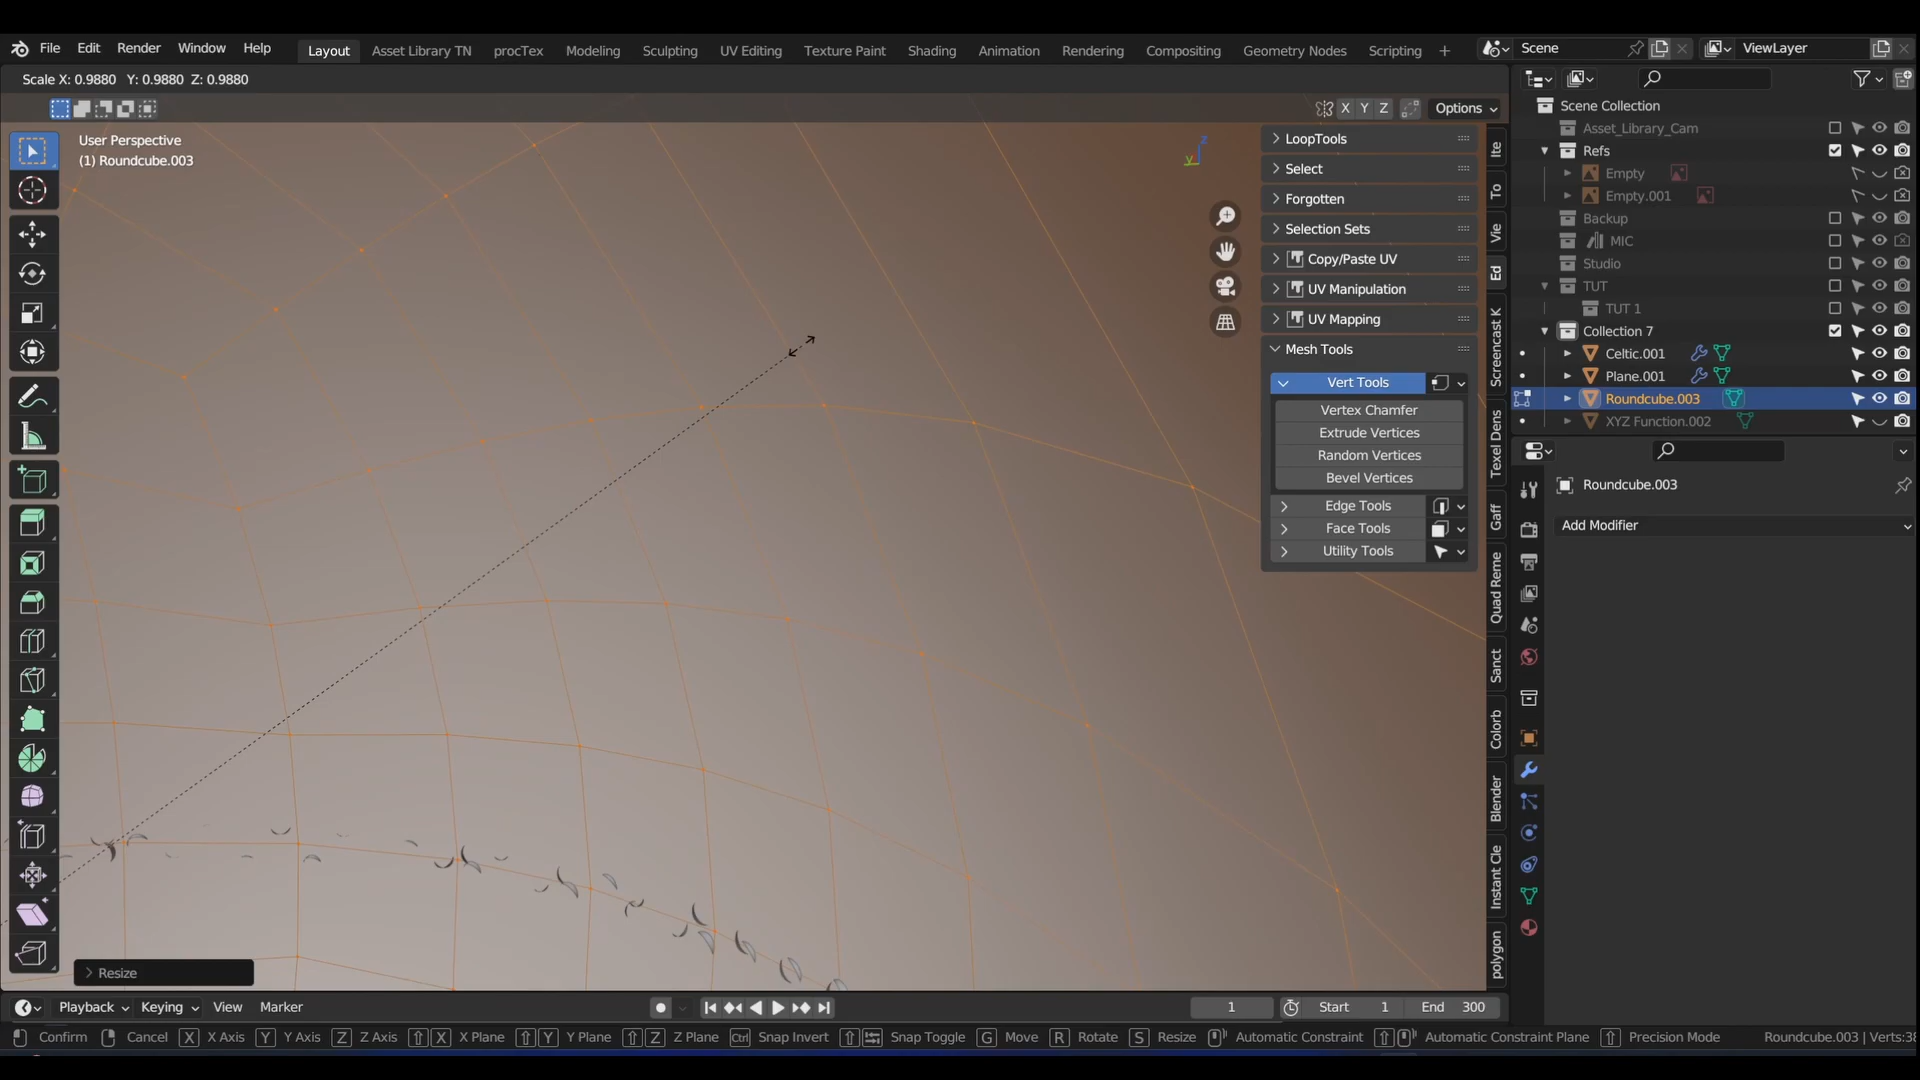 File Edit Render Window Help Layout Asset Library TN procTex Modeling Sculpting UV Editing Texture Paint Shading Animation Rendering Compositing Geometry Nodes Scripting + Scene ViewLayer
Scale X: 0.9880 Y: 0.9880 Z: 0.9880
X Y Z Options
User Perspective
(1) Roundcube.003
z
y
LoopTools
Select
Forgotten
Selection Sets
Copy/Paste UV
UV Manipulation
UV Mapping
Mesh Tools
Vert Tools
Vertex Chamfer
Extrude Vertices
Random Vertices
Bevel Vertices
Edge Tools
Face Tools
Utility Tools
Ite
To
Vie
Ed
Screencast K
Texel Dens
Gaff
Quad Reme
Sanct
Colorb
Blender
Instant Cle
polygon
Scene Collection
Asset_Library_Cam
Refs
Empty
Empty.001
Backup
MIC
Studio
TUT
TUT 1
Collection 7
Celtic.001
Plane.001
Roundcube.003
XYZ Function.002
Roundcube.003
Add Modifier
Resize
Playback Keying View Marker 1 Start 1 End 300
Confirm Cancel X X Axis Y Y Axis Z Z Axis X X Plane Y Y Plane Z Z Plane Ctrl Snap Invert Snap Toggle G Move R Rotate S Resize Automatic Constraint Automatic Constraint Plane Precision Mode Roundcube.003 | Verts:38